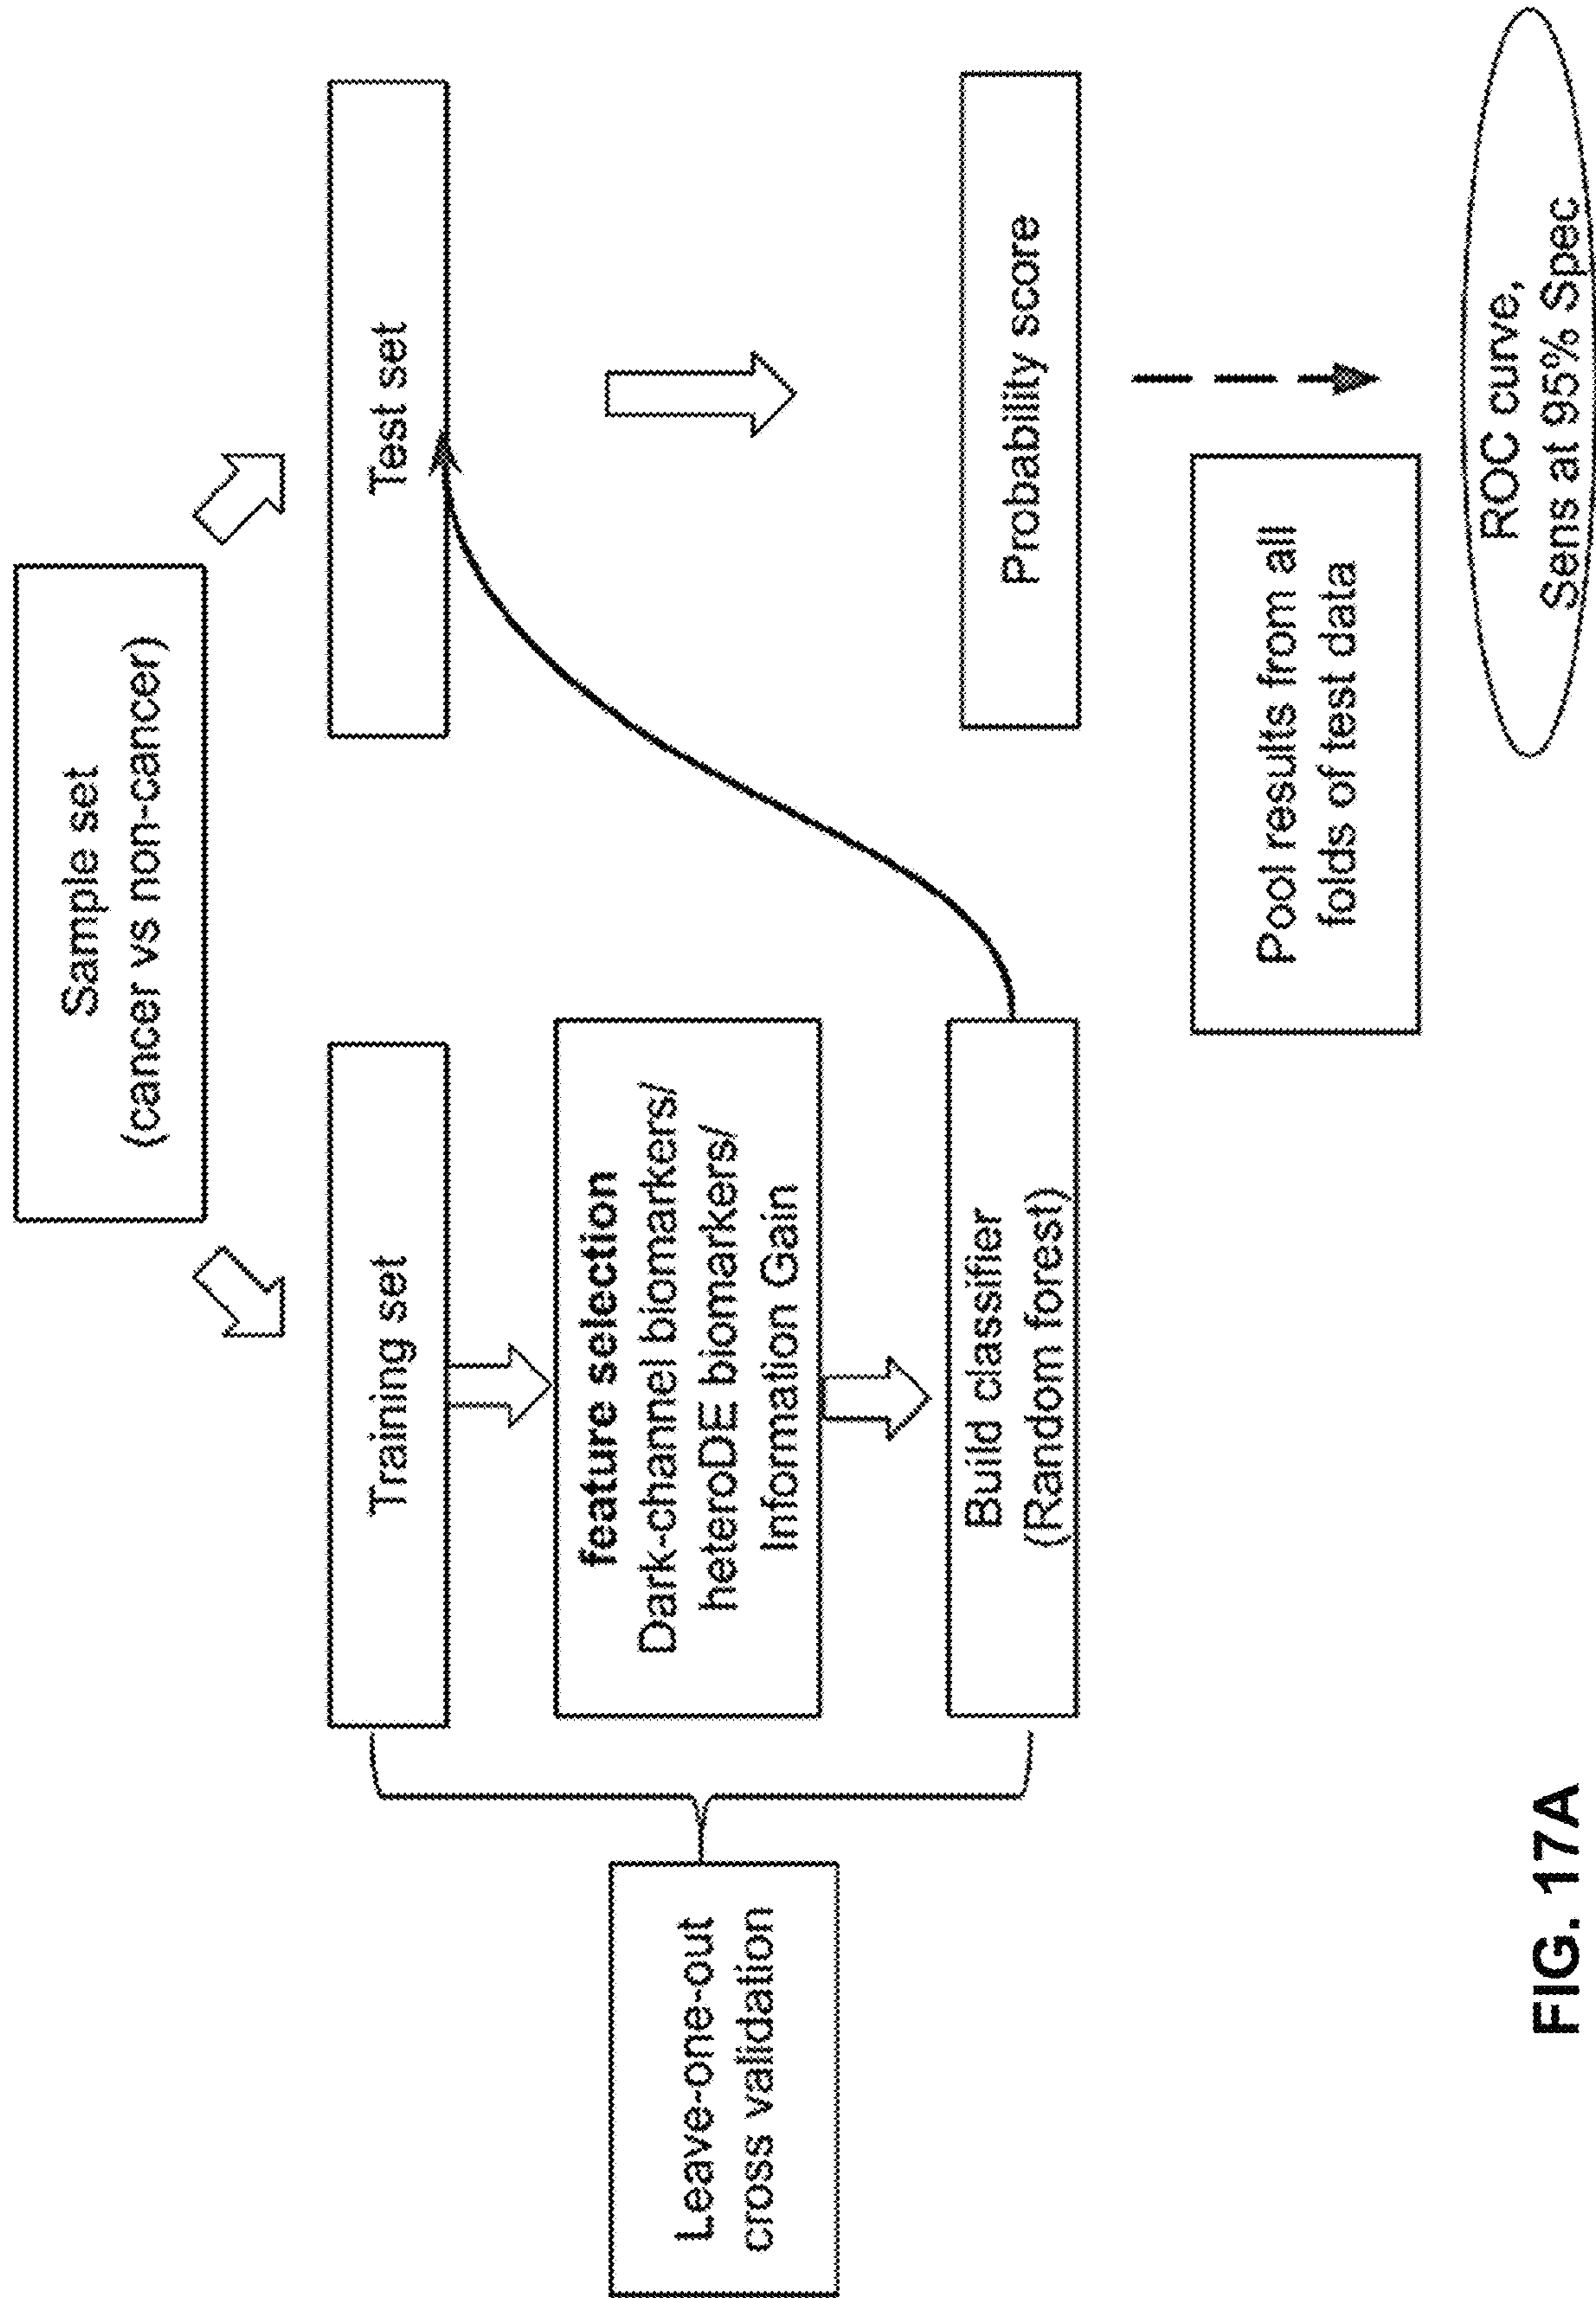 Sample set
(cancer vs non-cancer)
Training set
Test set
feature selection
Dark-channel biomarkers/
heteroDE biomarkers/
Information Gain
Leave-one-out
cross validation
Build classifier
(Random forest)
Probability score
Pool results from all
folds of test data
ROC curve,
Sens at 95% Spec
FIG. 17A